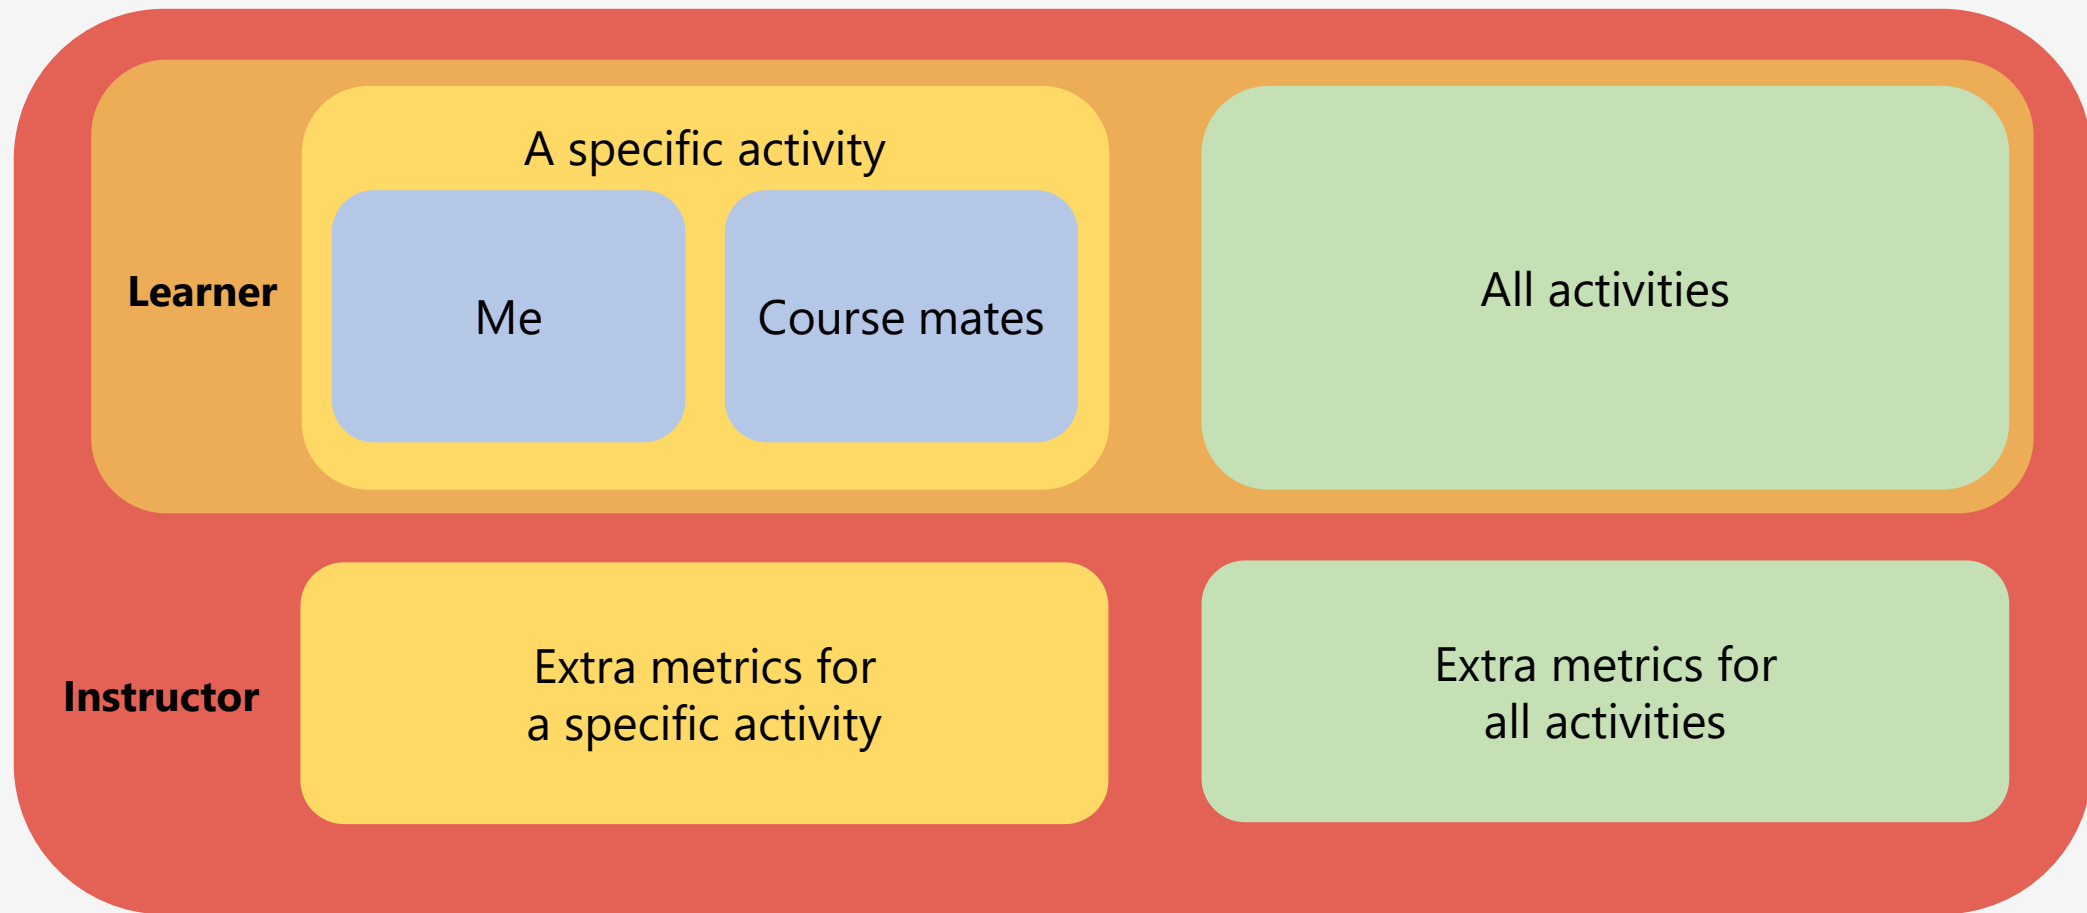 A specific activity
Learner
Me
Course mates
All activities
Instructor
Extra metrics for
a specific activity
Extra metrics for
all activities